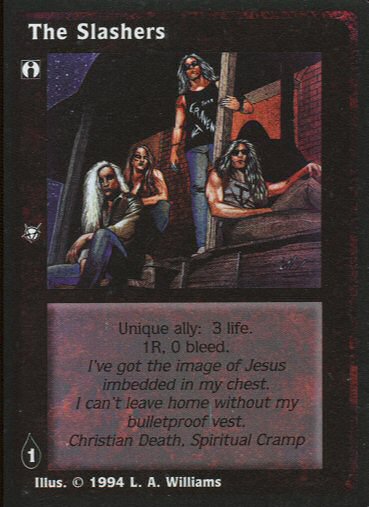 The Slashers
Unique ally: 3 life.
1R, 0 bleed.
I've got the image of Jesus
imbedded in my chest.
I can't leave home without my
bulletproof vest.
Christian Death, Spiritual Cramp
1
Illus. © 1994 L. A. Williams